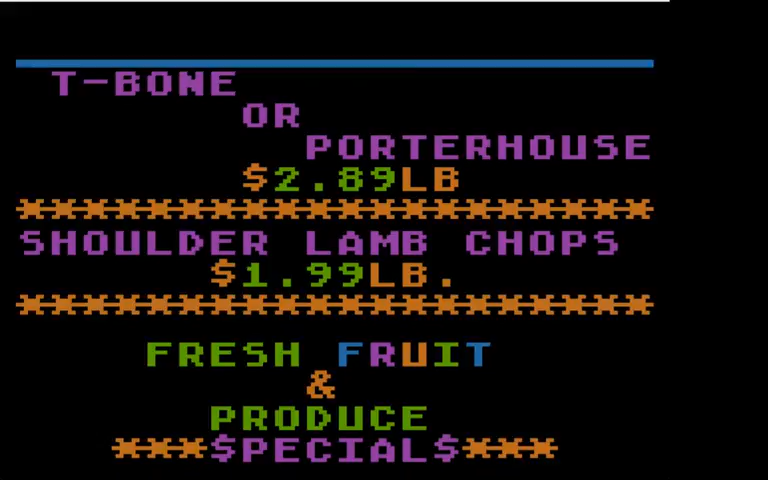 T-BONE
OR
PORTERHOUSE
$2.89LB
********************
SHOULDER LAMB CHOPS
$1.99LB.
********************
FRESH FRUIT
&
PRODUCE
***$PECIAL$***